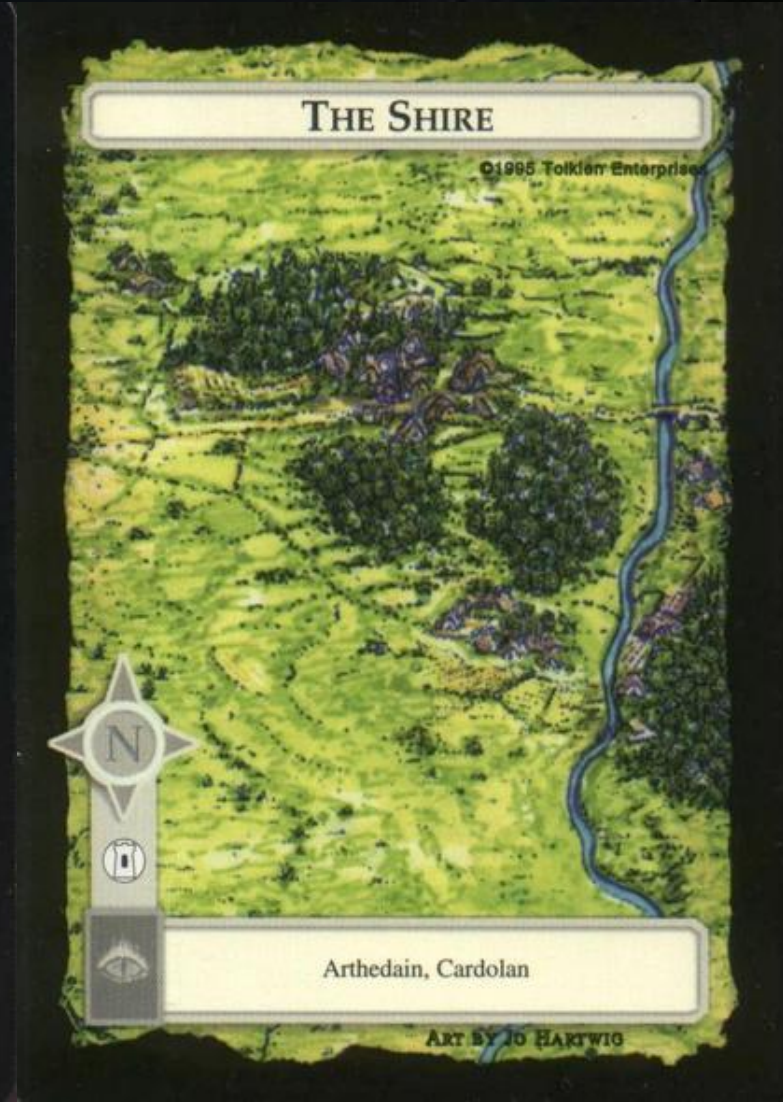 THE SHIRE
©1995 Tolkien Enterprises
N
Arthedain, Cardolan
ART BY JO HARTWIG